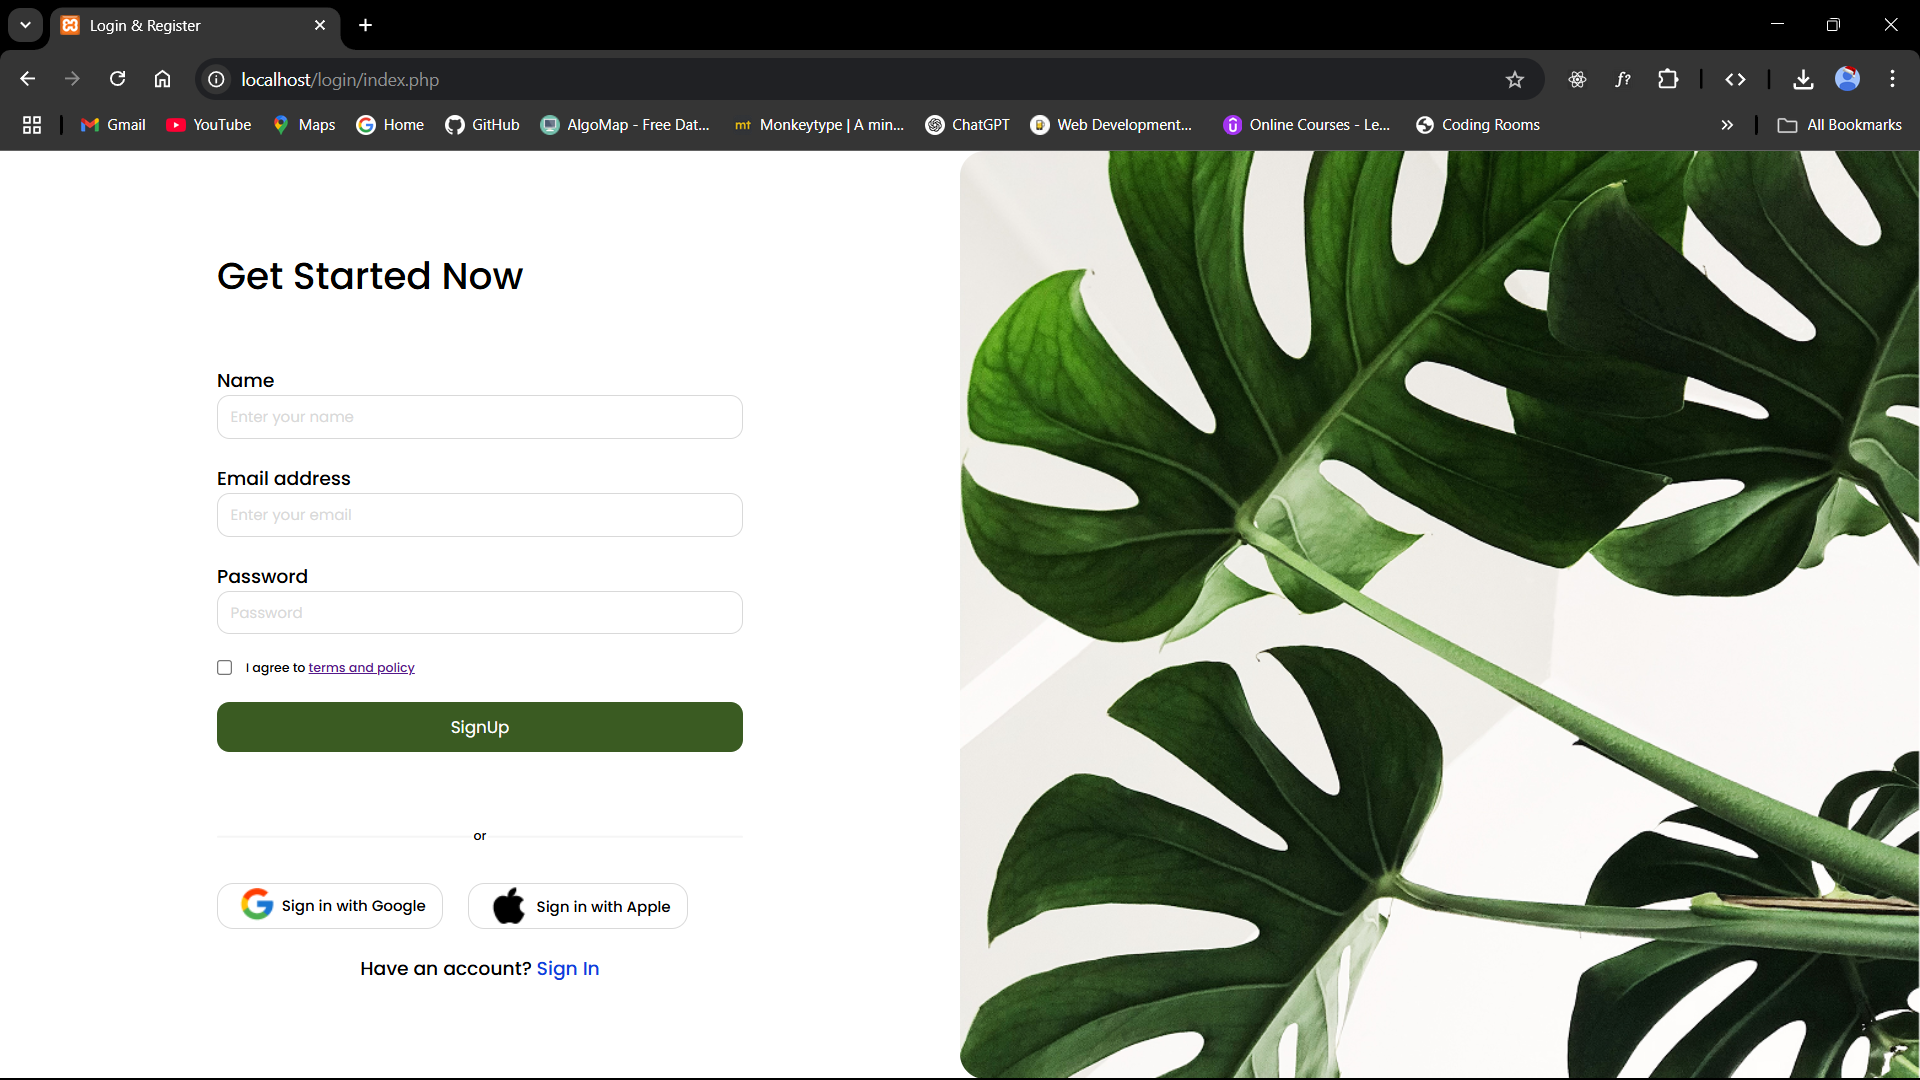 Login & Register
localhost/login/index.php
f?
Gmail YouTube Maps Home GitHub AlgoMap - Free Dat... mt Monkeytype | A min... ChatGPT Web Development... Online Courses - Le... Coding Rooms » All Bookmarks
Get Started Now
Name
Enter your name
Email address
Enter your email
Password
Password
I agree to terms and policy
SignUp
or
Sign in with Google Sign in with Apple
Have an account? Sign In